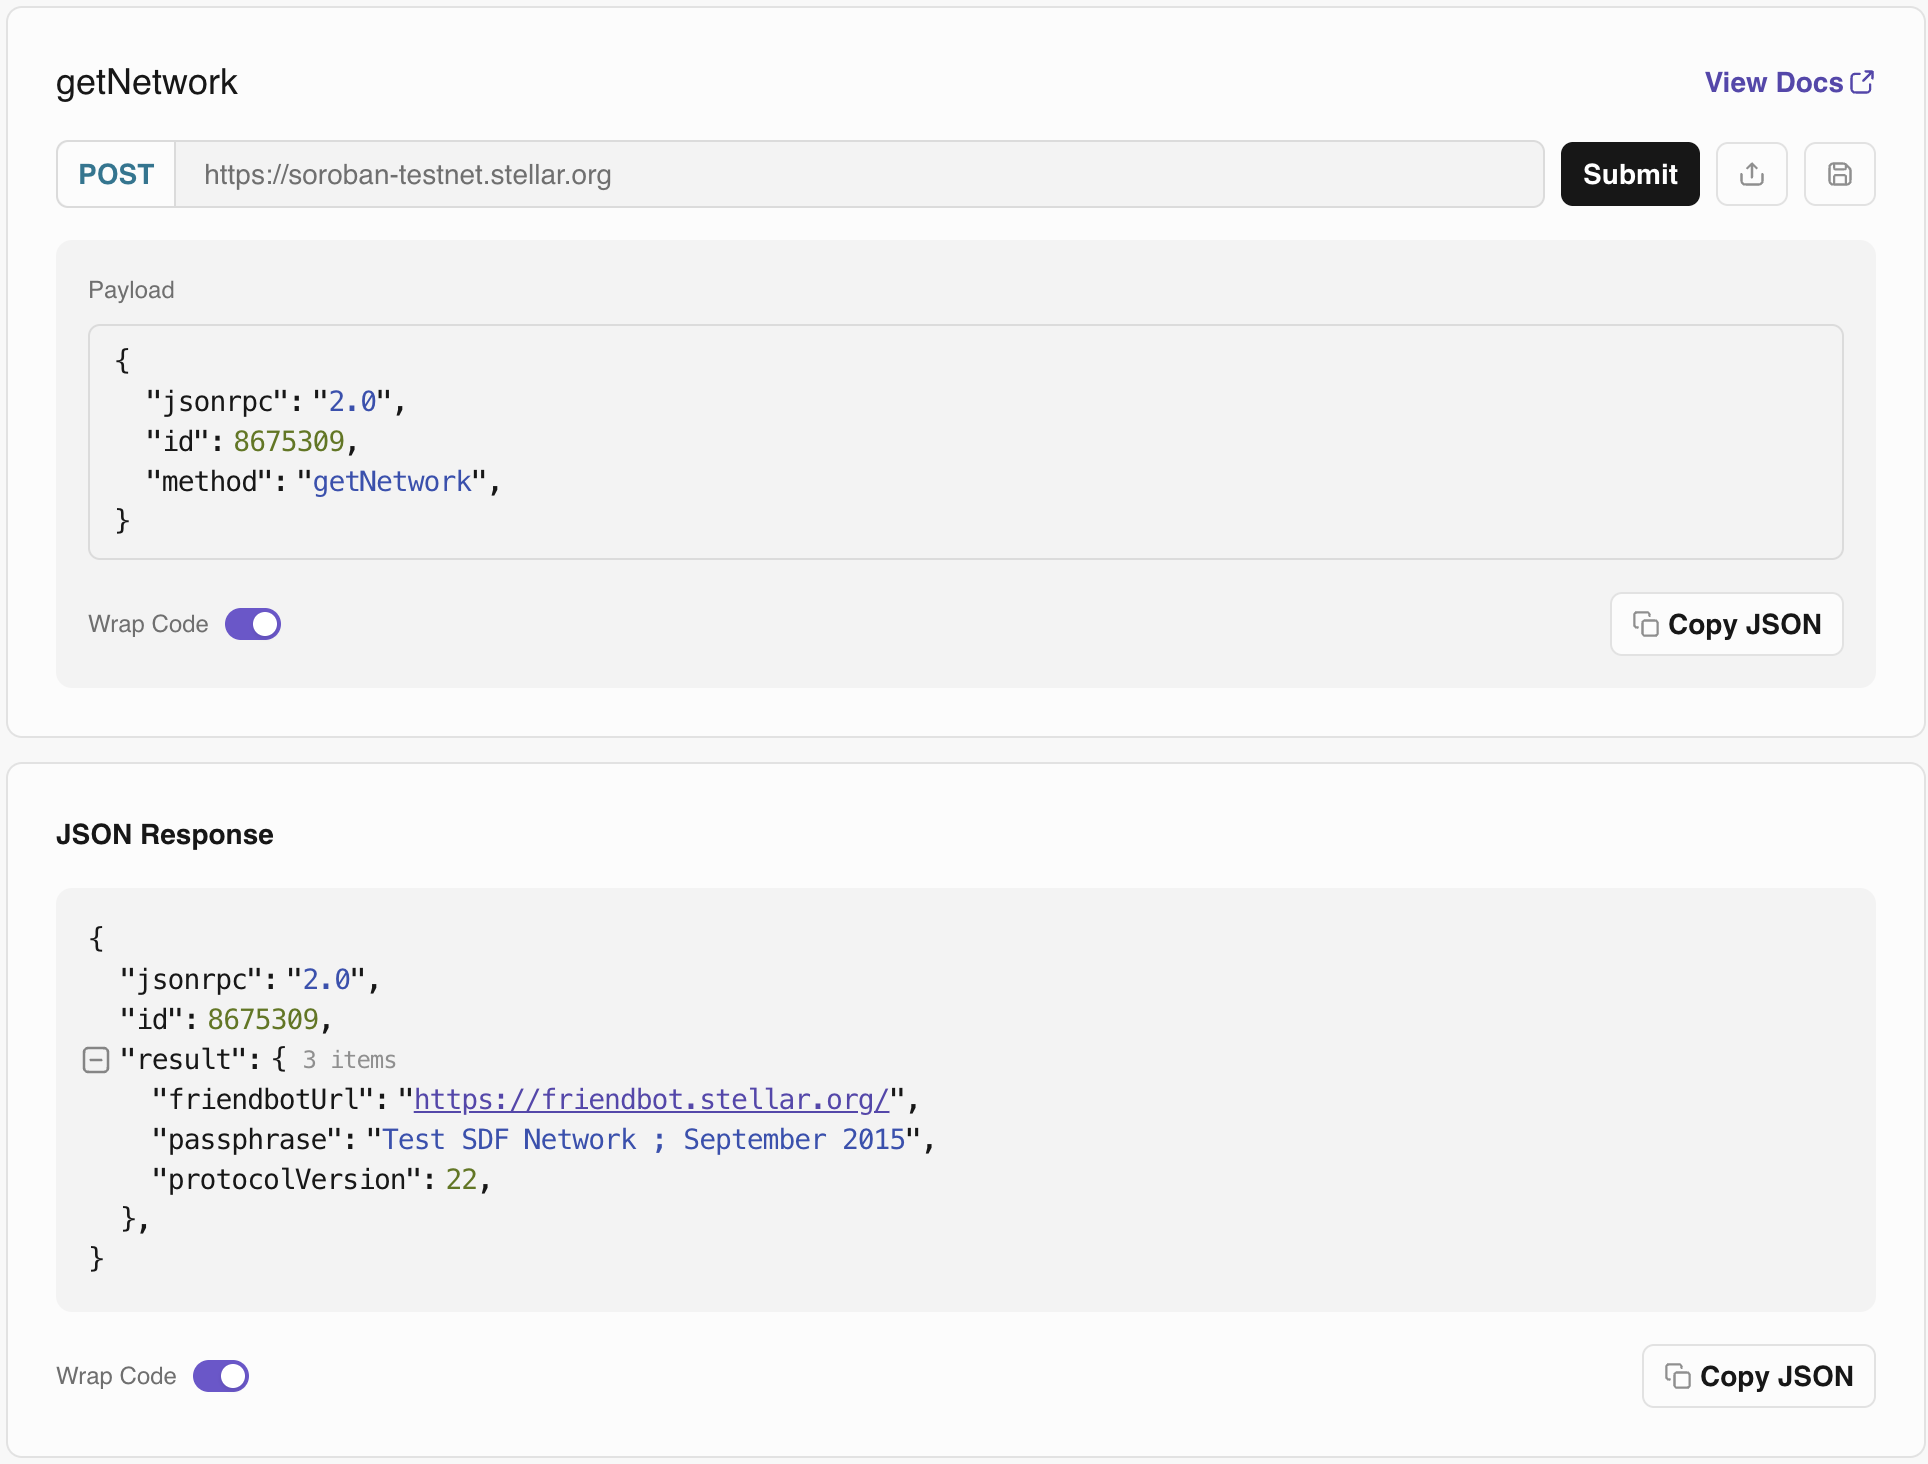 getNetwork
View Docs
POST
https://soroban-testnet.stellar.org
Submit
Payload
{
"jsonrpc": "2.0",
"id": 8675309,
"method": "getNetwork",
}
Wrap Code
Copy JSON
JSON Response
{
"jsonrpc": "2.0",
"id": 8675309,
"result": { 3 items
"friendbotUrl": "https://friendbot.stellar.org/",
"passphrase": "Test SDF Network ; September 2015",
"protocolVersion": 22,
},
}
Wrap Code
Copy JSON